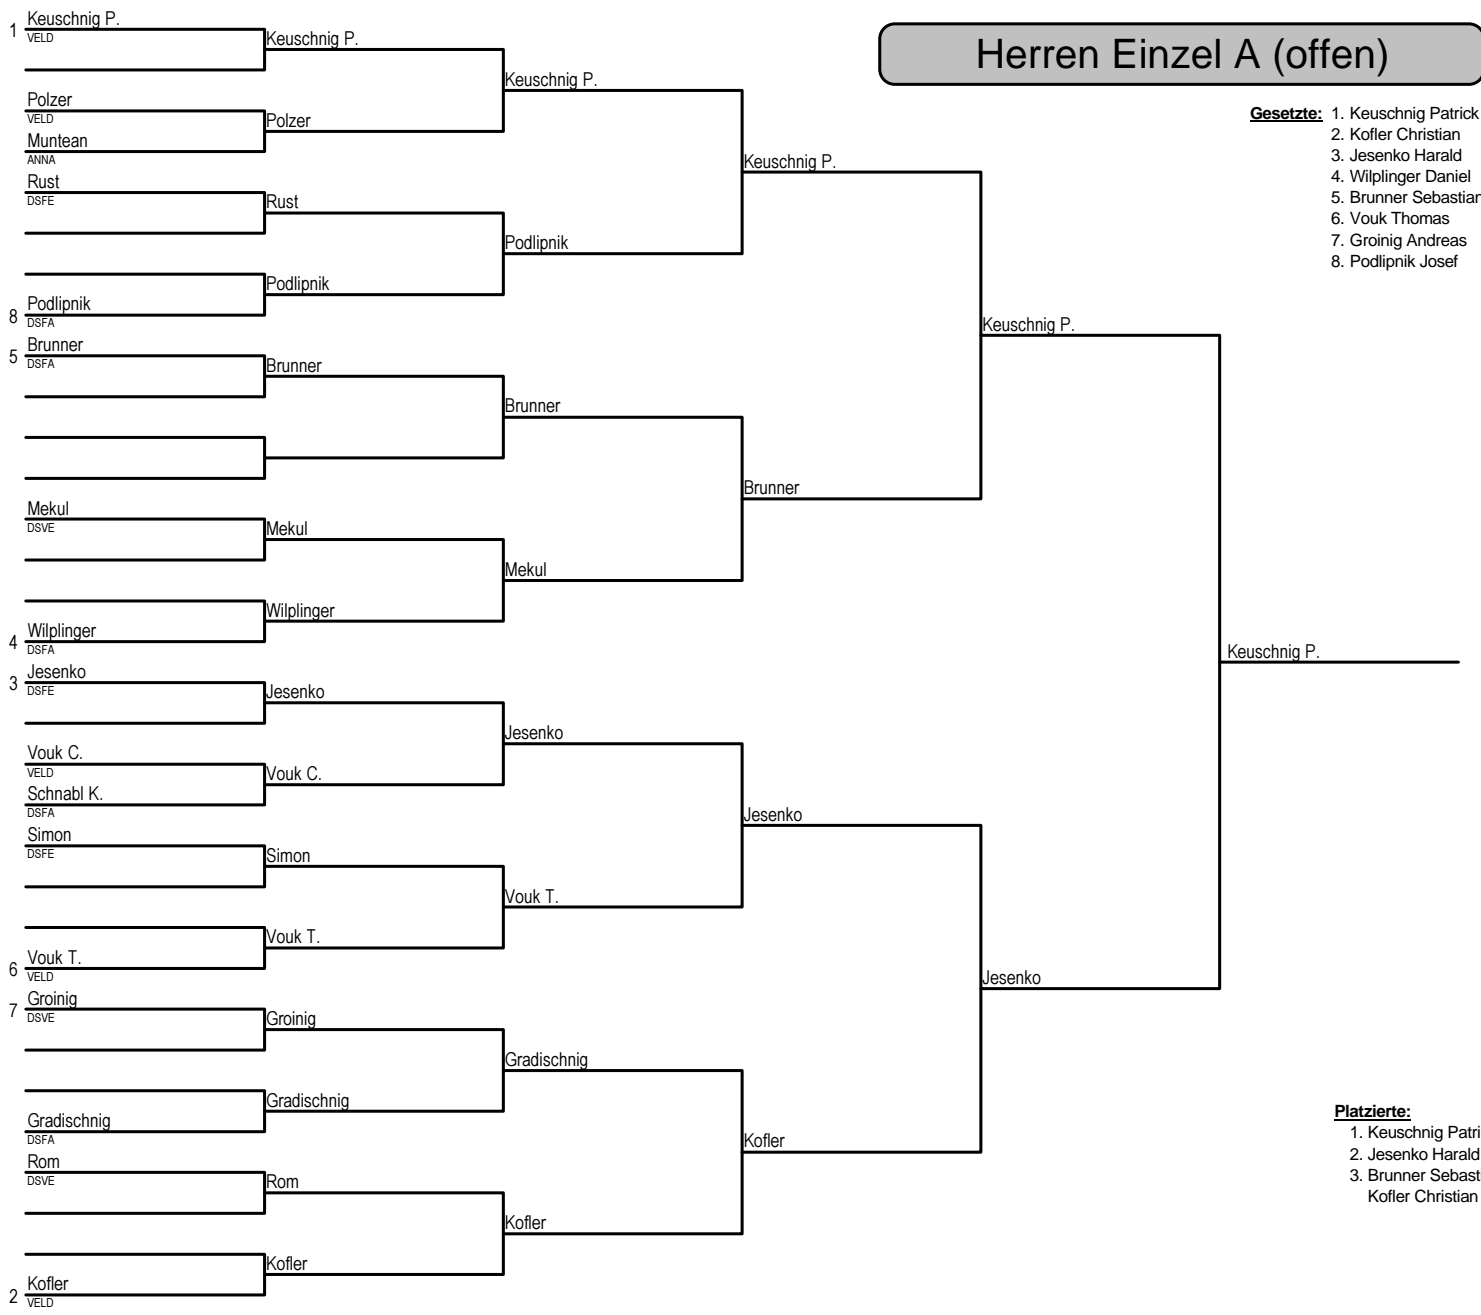 Herren Einzel A (offen)
Gesetzte: 1. Keuschnig Patrick
2. Kofler Christian
3. Jesenko Harald
4. Wilplinger Daniel
5. Brunner Sebastian
6. Vouk Thomas
7. Groinig Andreas
8. Podlipnik Josef
1 Keuschnig P.
VELD
Polzer
VELD
Muntean
ANNA
Rust
DSFE
8 Podlipnik
DSFA
5 Brunner
DSFA
Mekul
DSVE
4 Wilplinger
DSFA
3 Jesenko
DSFE
Vouk C.
VELD
Schnabl K.
DSFA
Simon
DSFE
6 Vouk T.
VELD
7 Groinig
DSVE
Gradischnig
DSFA
Rom
DSVE
2 Kofler
VELD
Keuschnig P.
Polzer
Rust
Podlipnik
Brunner
Mekul
Wilplinger
Jesenko
Vouk C.
Simon
Vouk T.
Groinig
Gradischnig
Rom
Kofler
Keuschnig P.
Podlipnik
Brunner
Mekul
Jesenko
Vouk T.
Gradischnig
Kofler
Keuschnig P.
Brunner
Jesenko
Kofler
Keuschnig P.
Jesenko
Keuschnig P.
Platzierte:
1. Keuschnig Patri
2. Jesenko Harald
3. Brunner Sebast
Kofler Christian